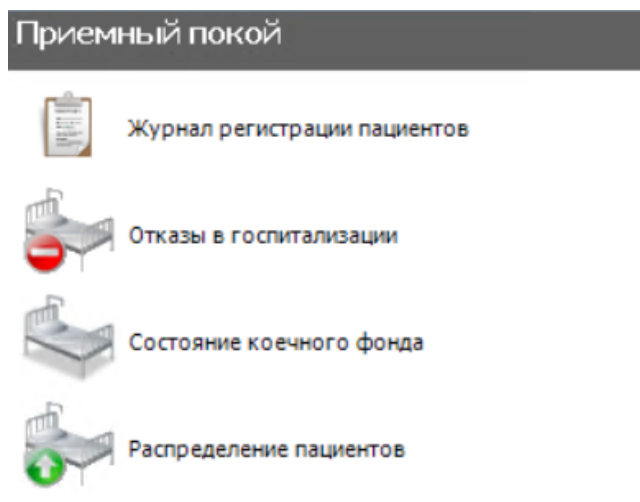 Приемный покой
Журнал регистрации пациентов
Отказы в госпитализации
Состояние коечного фонда
Распределение пациентов